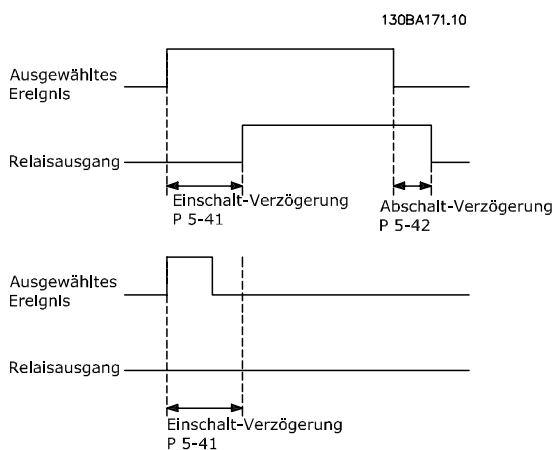 130BA171.10
Ausgewähltes
Ereignis
Relaisausgang
Einschalt-Verzögerung
P 5-41
Abschalt-Verzögerung
P 5-42
Ausgewähltes
Ereignis
Relaisausgang
Einschalt-Verzögerung
P 5-41